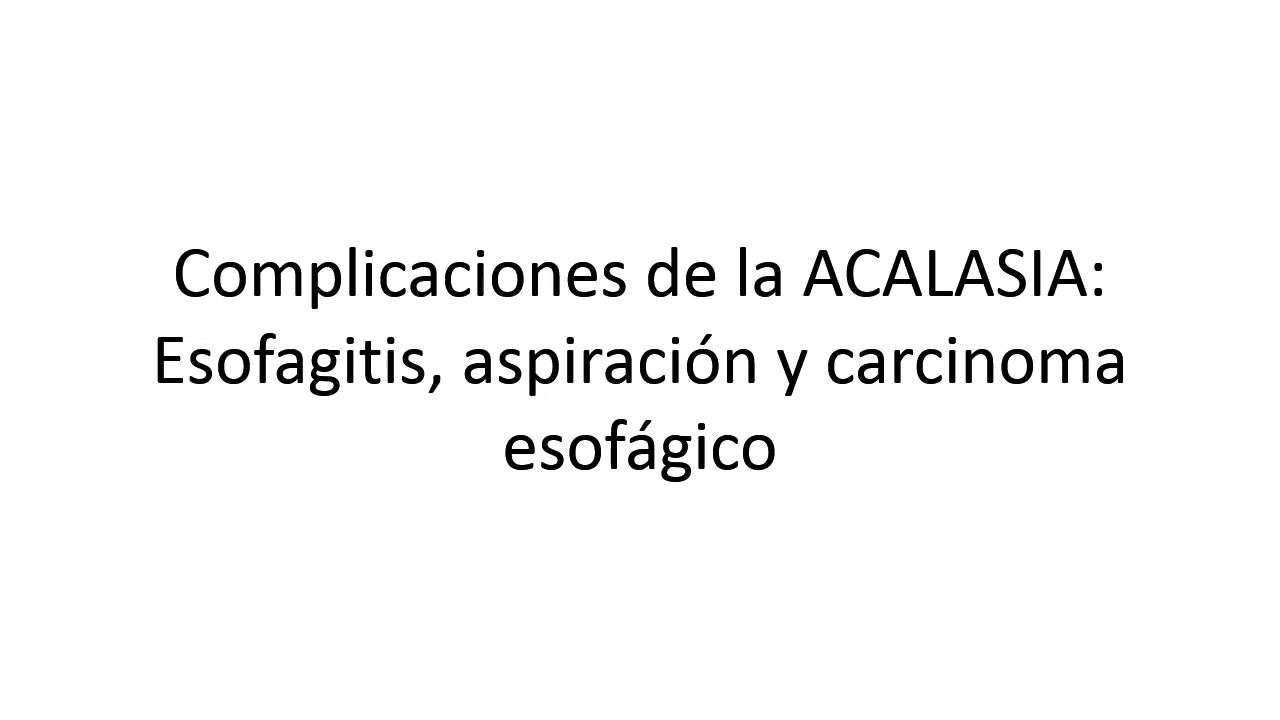 Complicaciones de la ACALASIA:
Esofagitis, aspiración y carcinoma
esofágico